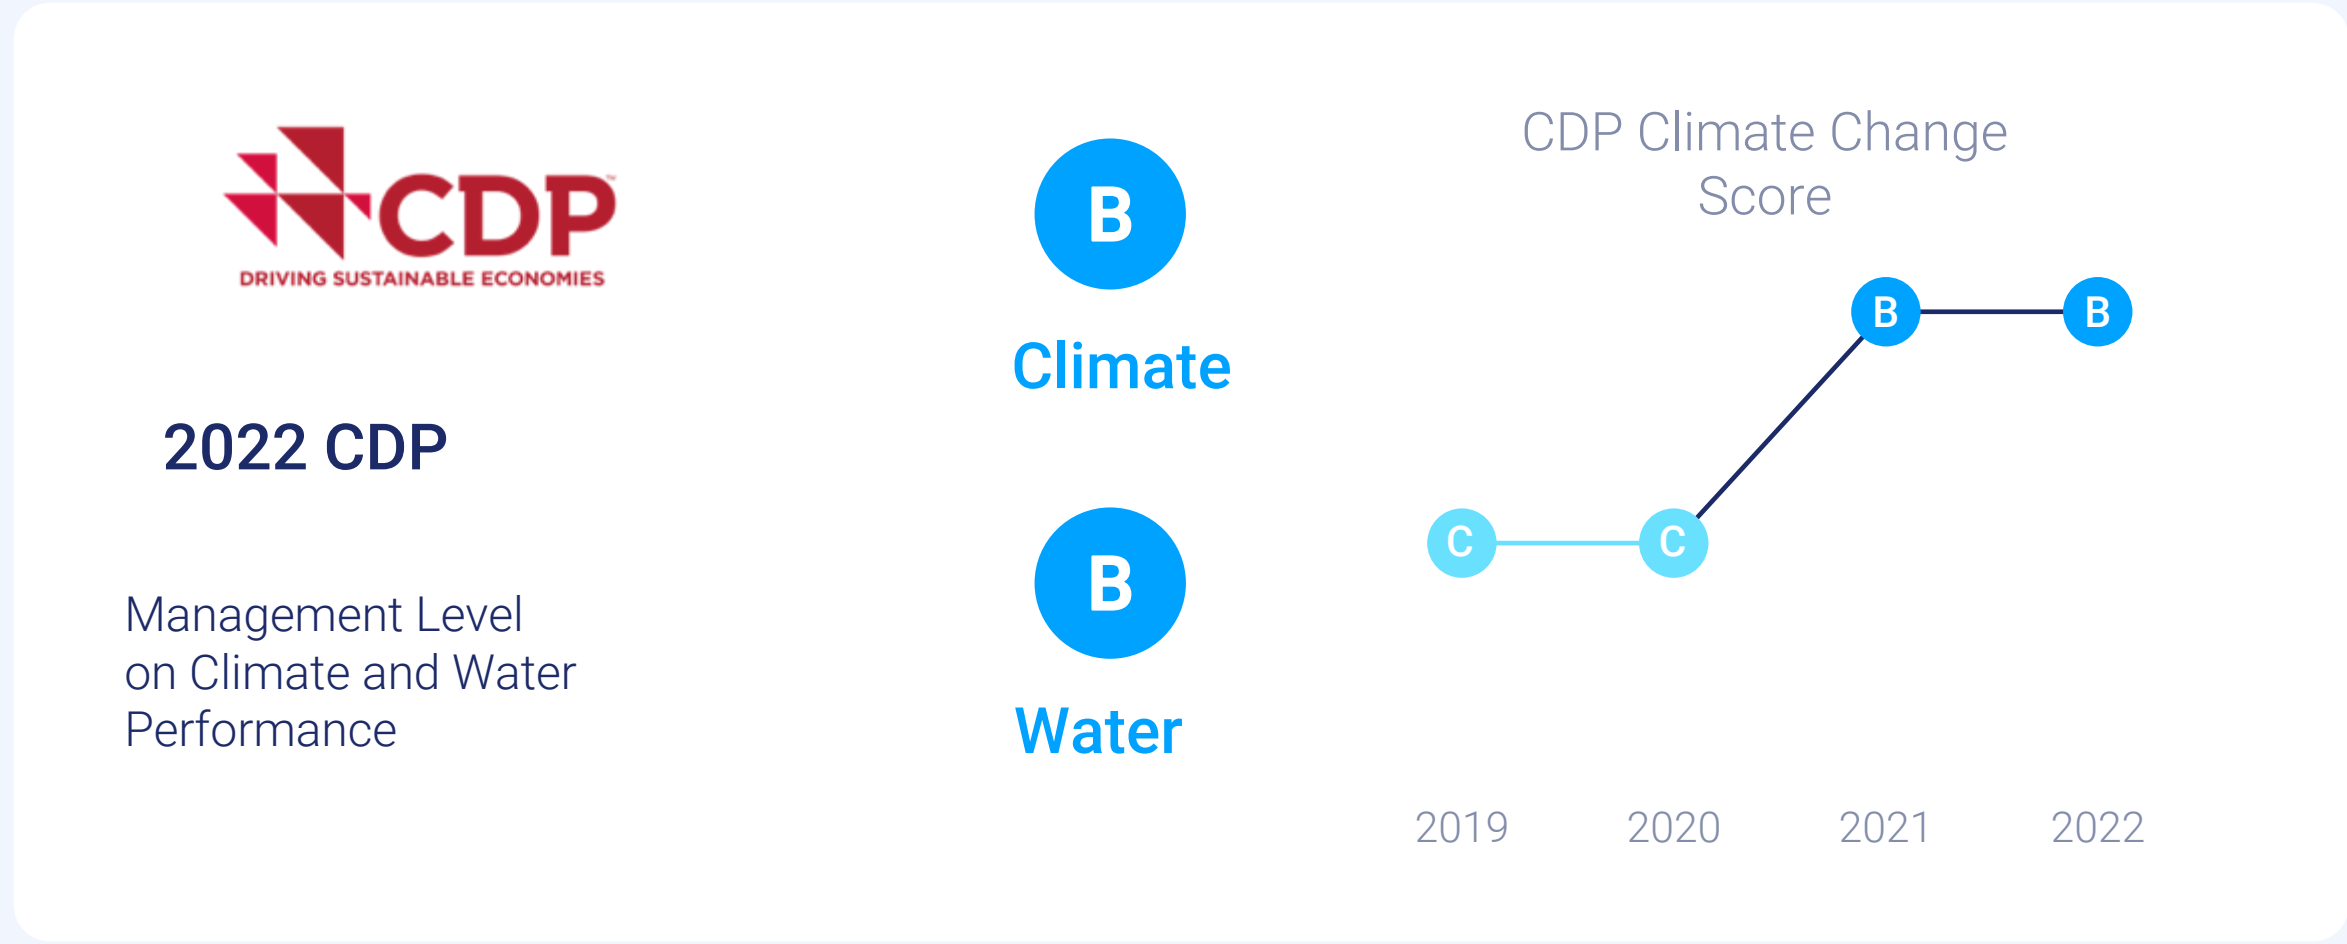 CDP™
DRIVING SUSTAINABLE ECONOMIES
2022 CDP
Management Level
on Climate and Water
Performance
B
Climate
B
Water
CDP Climate Change
Score
B B
C C
2019 2020 2021 2022